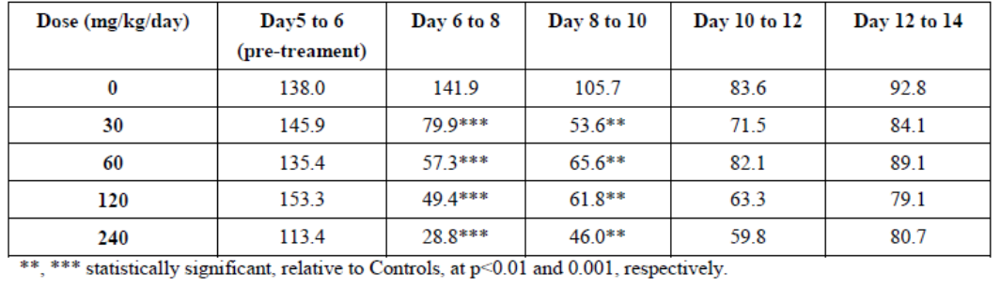 Dose (mg/kg/day) Day5 to 6 Day 6 to 8 Day 8 to 10 Day 10 to 12 Day 12 to 14
(pre-treament)
0 138.0 141.9 105.7 83.6 92.8
30 145.9 79.9*** 53.6** 71.5 84.1
60 135.4 57.3*** 65.6** 82.1 89.1
120 153.3 49.4*** 61.8** 63.3 79.1
240 113.4 28.8*** 46.0** 59.8 80.7
**, *** statistically significant, relative to Controls, at p<0.01 and 0.001, respectively.